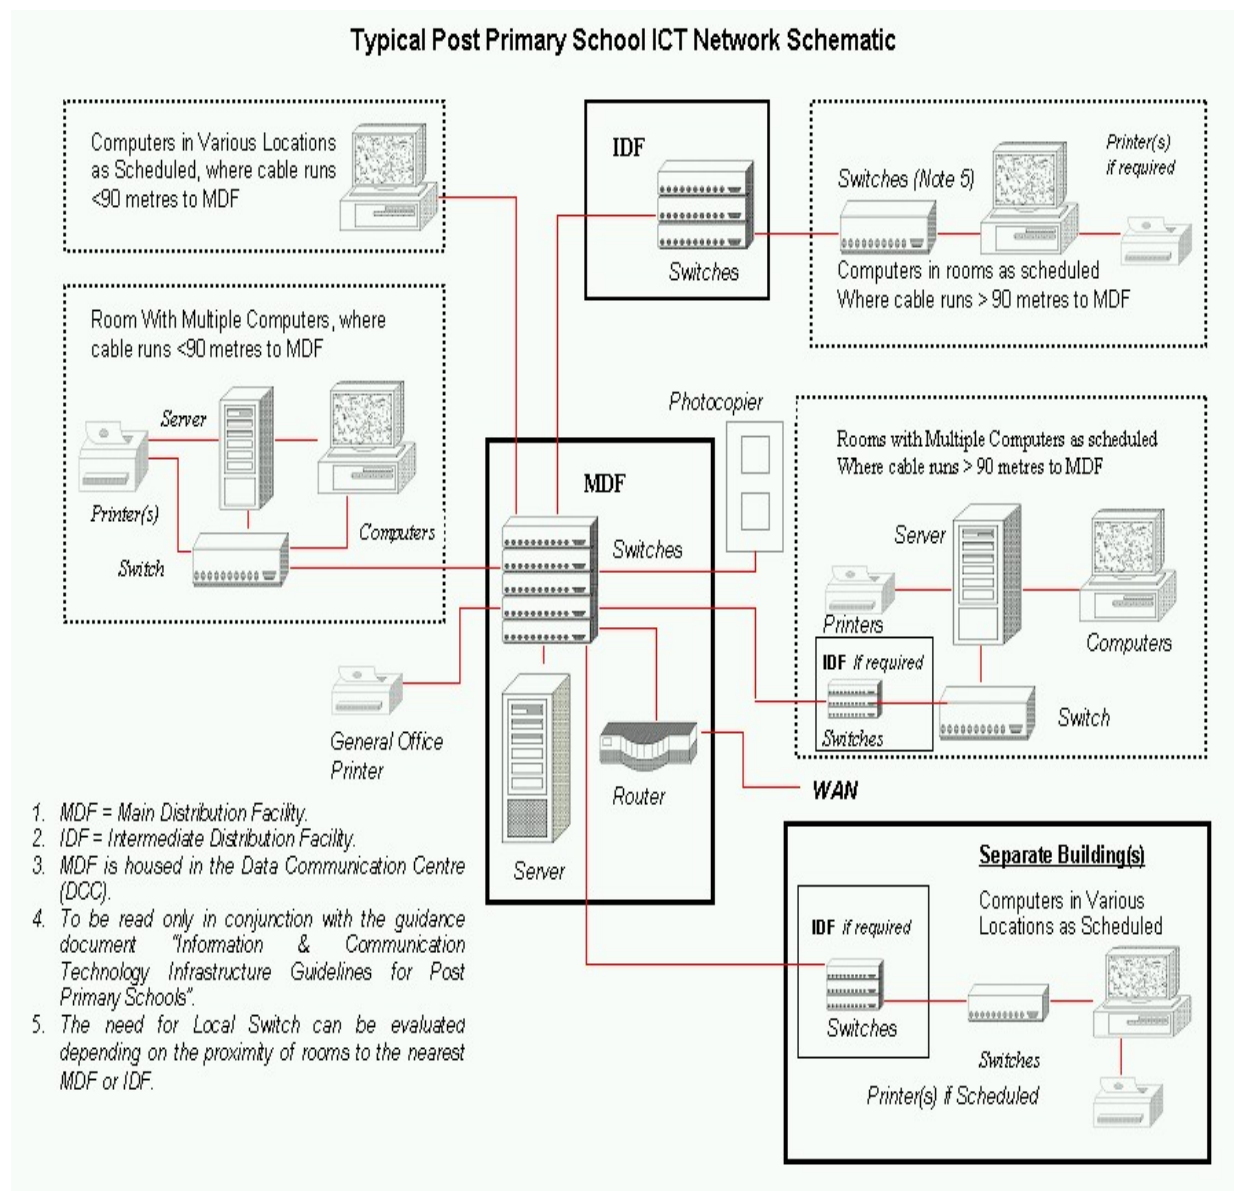 Typical Post Primary School ICT Network Schematic
Computers in Various Locations
as Scheduled, where cable runs
<90 metres to MDF
IDF
Switches
Switches (Note 5)
Printer(s)
if required
Computers in rooms as scheduled
Where cable runs > 90 metres to MDF
Room With Multiple Computers, where
cable runs <90 metres to MDF
Server
Printer(s)
Computers
Switch
Photocopier
MDF
Switches
Rooms with Multiple Computers as scheduled
Where cable runs > 90 metres to MDF
Server
Printers
Computers
IDF If required
Switches
Switch
General Office
Printer
Router
Server
WAN
1. MDF = Main Distribution Facility.
2. IDF = Intermediate Distribution Facility.
3. MDF is housed in the Data Communication Centre
(DCC).
4. To be read only in conjunction with the guidance
document "Information & Communication
Technology Infrastructure Guidelines for Post
Primary Schools".
5. The need for Local Switch can be evaluated
depending on the proximity of rooms to the nearest
MDF or IDF.
Separate Building(s)
Computers in Various
Locations as Scheduled
IDF if required
Switches
Switches
Printer(s) if Scheduled